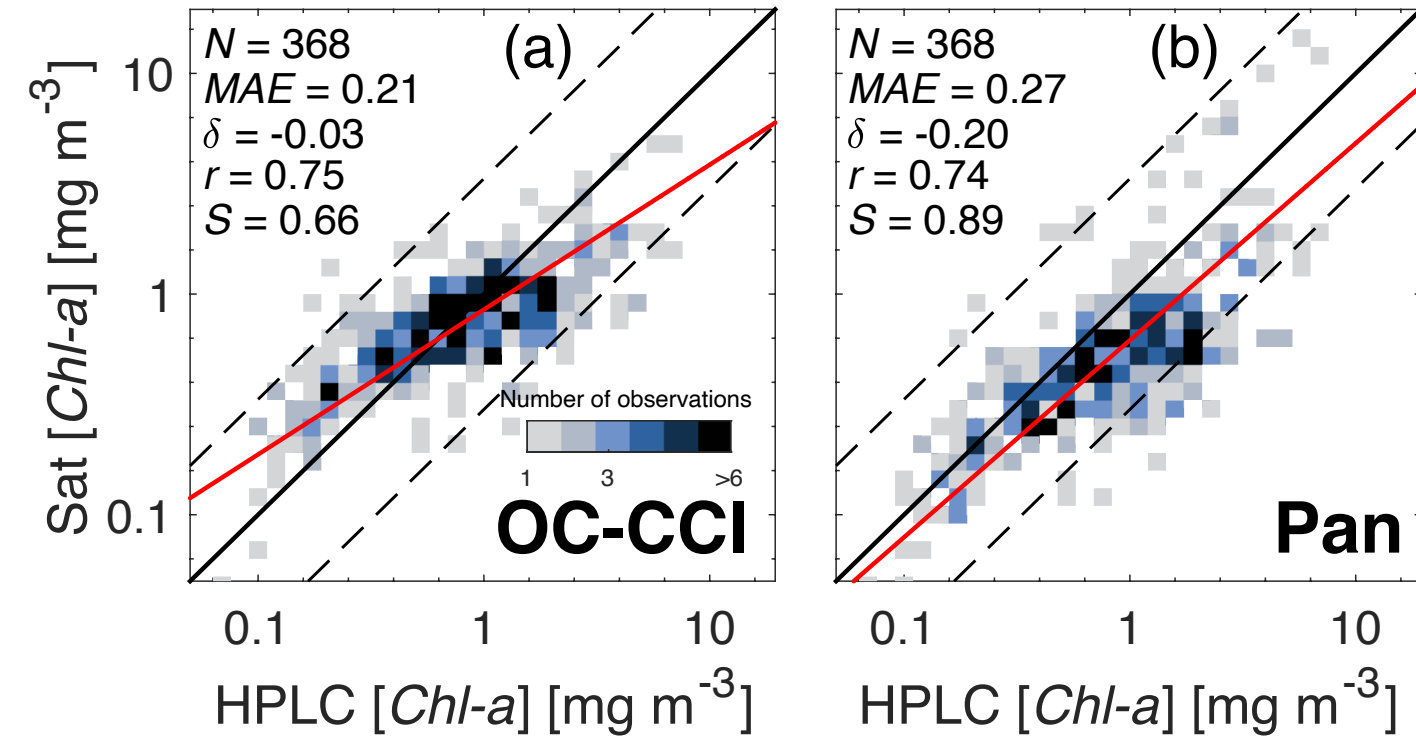 (a)
N = 368
MAE = 0.21
δ = -0.03
r = 0.75
S = 0.66
Sat [Chl-a] [mg m⁻³]
10
1
0.1
Number of observations
1 3 >6
OC-CCI
0.1 1 10
HPLC [Chl-a] [mg m⁻³]
(b)
N = 368
MAE = 0.27
δ = -0.20
r = 0.74
S = 0.89
Pan
0.1 1 10
HPLC [Chl-a] [mg m⁻³]